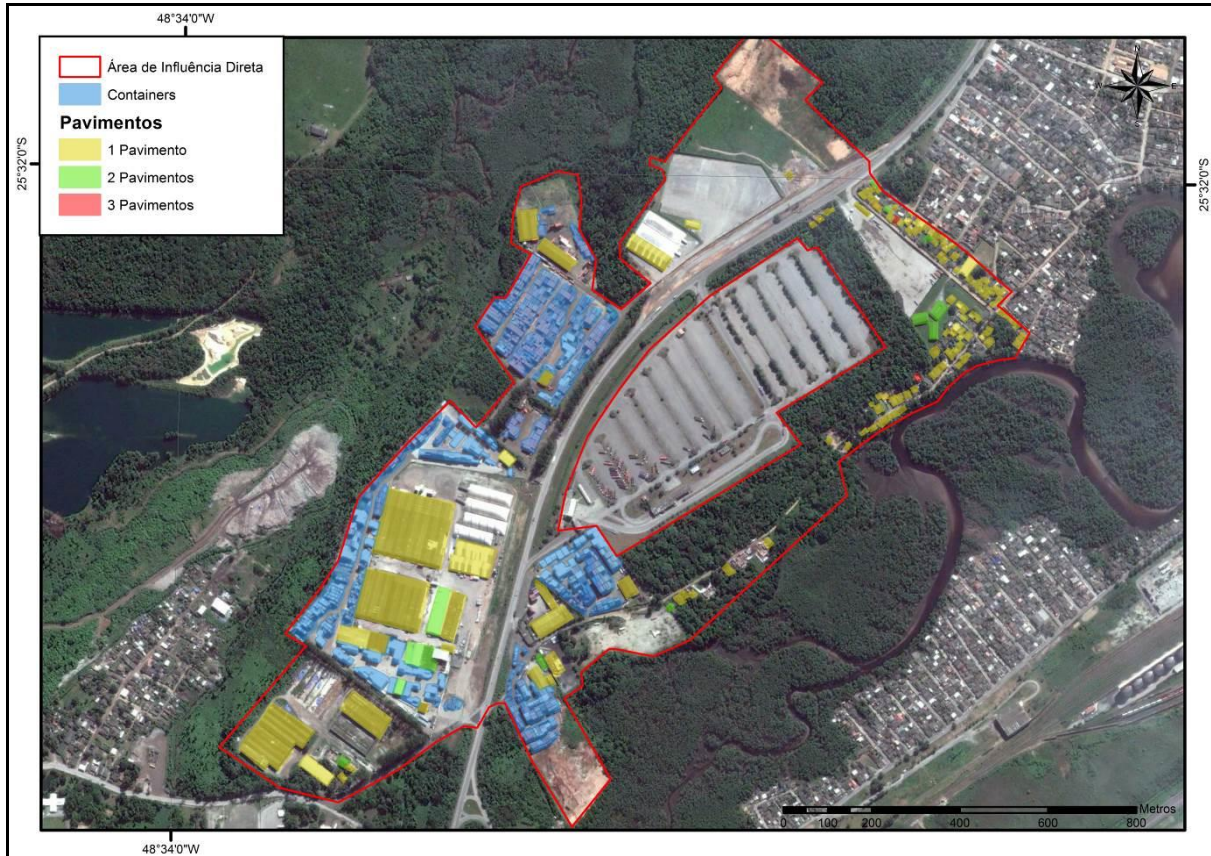 48°34'0"W
Área de Influência Direta
Containers
Pavimentos
1 Pavimento
2 Pavimentos
3 Pavimentos
25°32'0"S
25°32'0"S
N
W
E
S
Metros
0 100 200 400 600 800
48°34'0"W